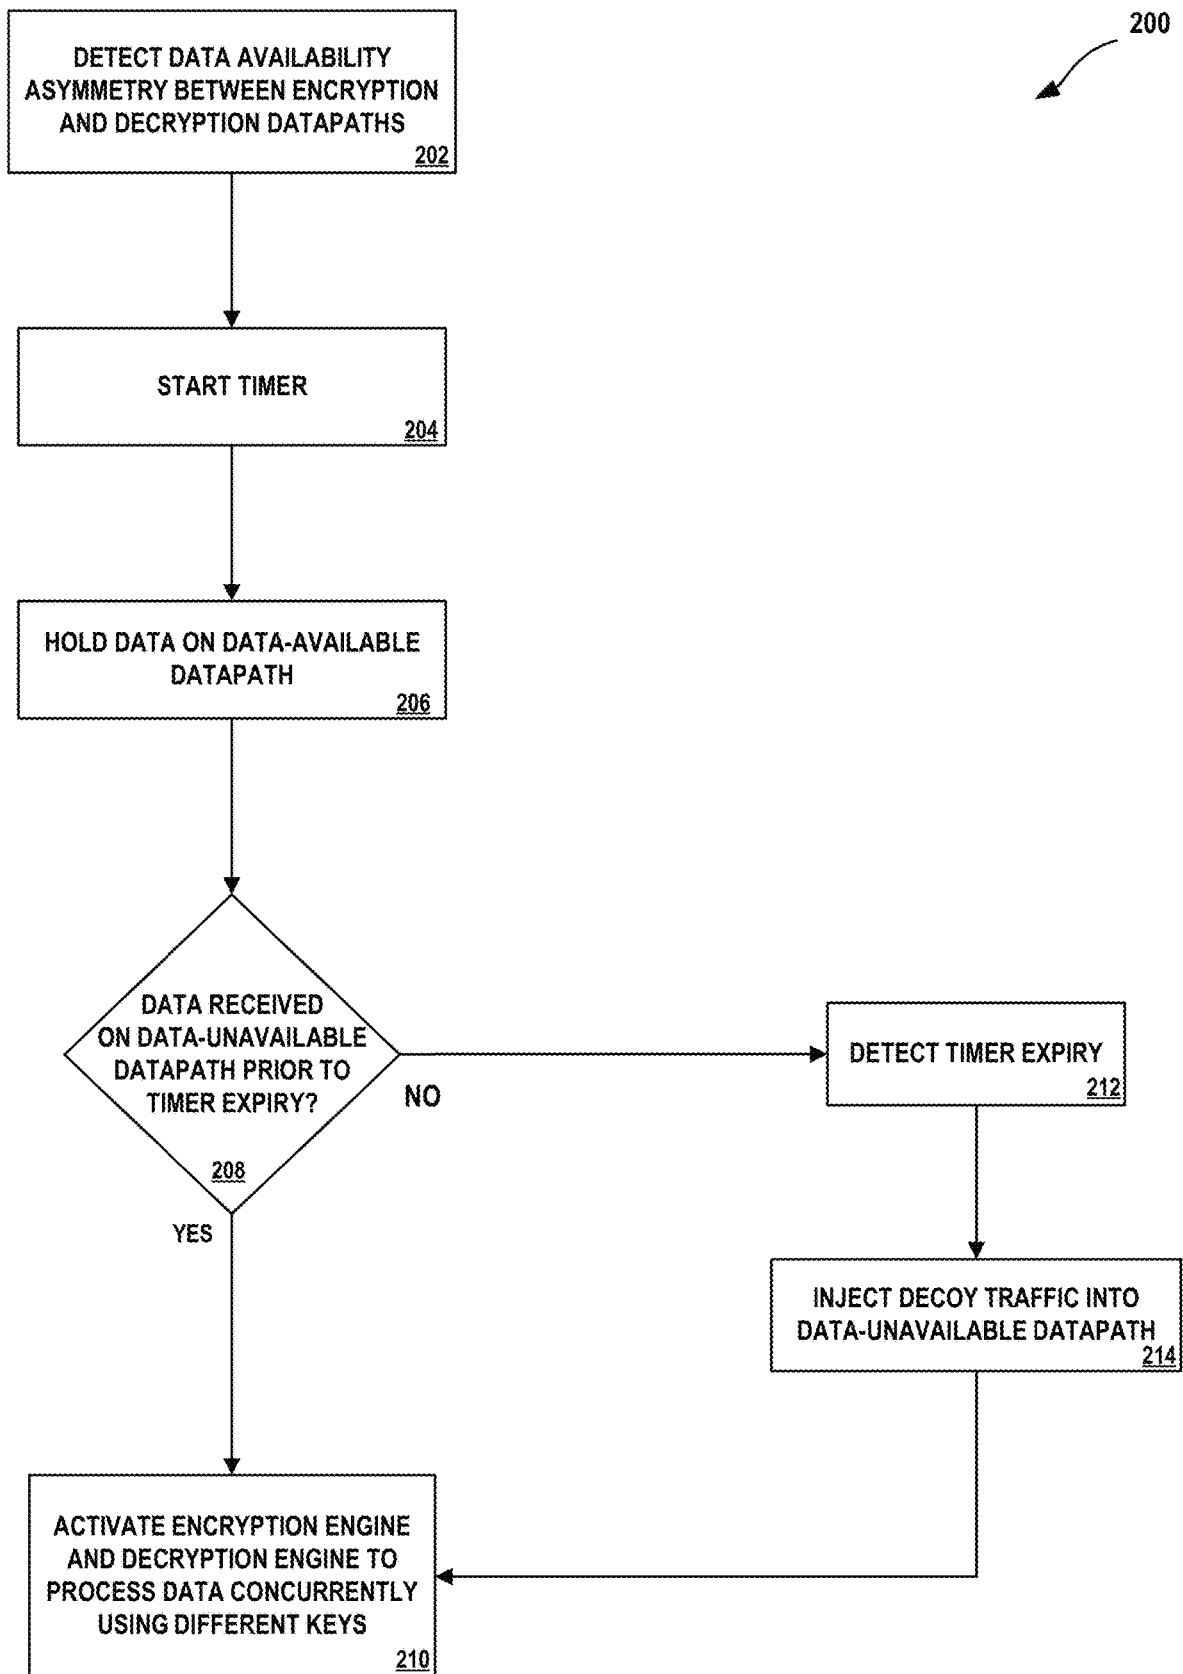 200
DETECT DATA AVAILABILITY
ASYMMETRY BETWEEN ENCRYPTION
AND DECRYPTION DATAPATHS
202
START TIMER
204
HOLD DATA ON DATA-AVAILABLE
DATAPATH
206
DATA RECEIVED
ON DATA-UNAVAILABLE
DATAPATH PRIOR TO
TIMER EXPIRY?
208
NO
YES
DETECT TIMER EXPIRY
212
INJECT DECOY TRAFFIC INTO
DATA-UNAVAILABLE DATAPATH
214
ACTIVATE ENCRYPTION ENGINE
AND DECRYPTION ENGINE TO
PROCESS DATA CONCURRENTLY
USING DIFFERENT KEYS
210